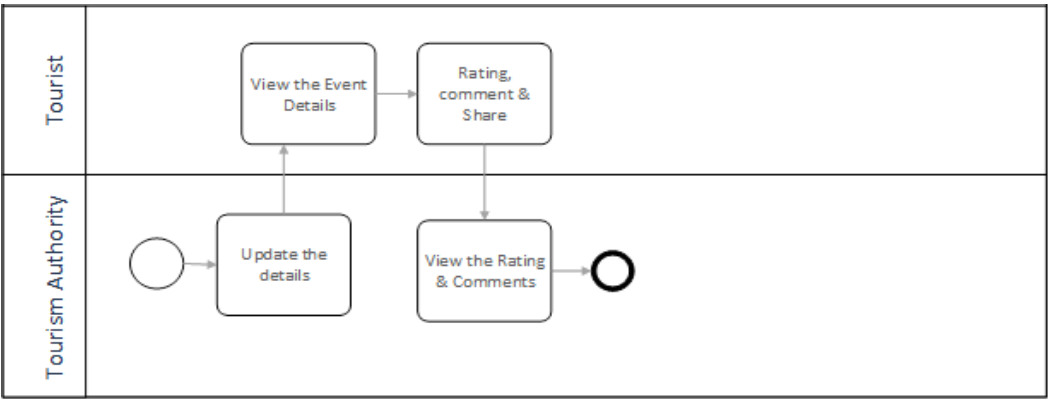 Tourist
View the Event
Details
Rating,
comment &
Share
Tourism Authority
Update the
details
View the Rating
& Comments